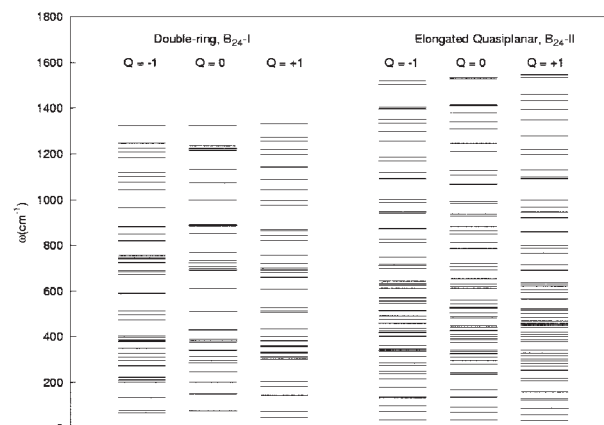 1800
1600
1400
1200
1000
800
600
400
200
ω(cm⁻¹)
Double-ring, B₂₄-I
Q = -1 Q = 0 Q = +1
Elongated Quasiplanar, B₂₄-II
Q = -1 Q = 0 Q = +1